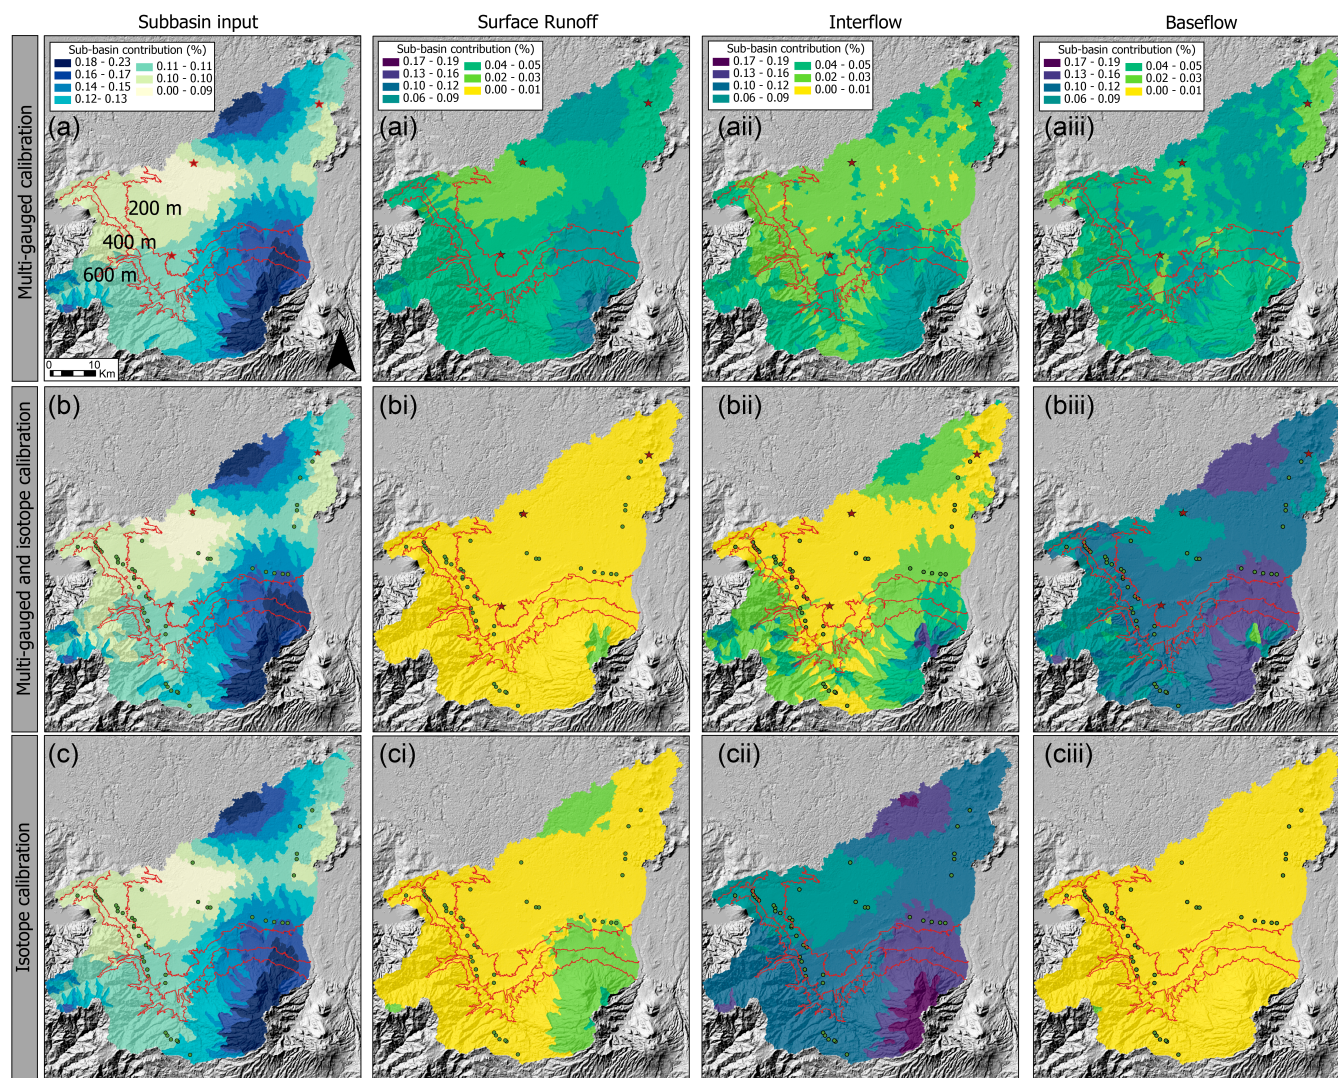 Subbasin input
Surface Runoff
Interflow
Baseflow
Multi-gauged calibration
Sub-basin contribution (%)
0.18 - 0.23
0.16 - 0.17
0.14 - 0.15
0.12 - 0.13
0.11 - 0.11
0.10 - 0.10
0.00 - 0.09
(a)
200 m
400 m
600 m
0 10
Km
Sub-basin contribution (%)
0.17 - 0.19
0.13 - 0.16
0.10 - 0.12
0.06 - 0.09
0.04 - 0.05
0.02 - 0.03
0.00 - 0.01
(ai)
Sub-basin contribution (%)
0.17 - 0.19
0.13 - 0.16
0.10 - 0.12
0.06 - 0.09
0.04 - 0.05
0.02 - 0.03
0.00 - 0.01
(aii)
Sub-basin contribution (%)
0.17 - 0.19
0.13 - 0.16
0.10 - 0.12
0.06 - 0.09
0.04 - 0.05
0.02 - 0.03
0.00 - 0.01
(aiii)
Multi-gauged and isotope calibration
(b)
(bi)
(bii)
(biii)
Isotope calibration
(c)
(ci)
(cii)
(ciii)